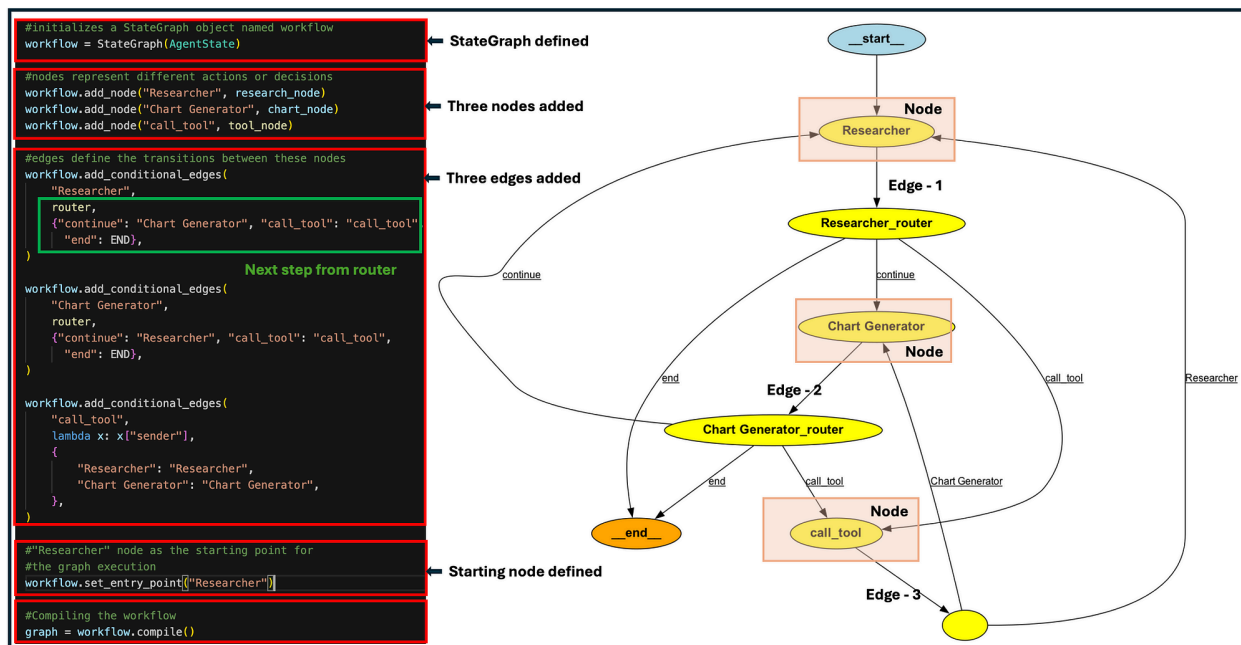 #initializes a StateGraph object named workflow
workflow = StateGraph(AgentState)
StateGraph defined
#nodes represent different actions or decisions
workflow.add_node("Researcher", research_node)
workflow.add_node("Chart Generator", chart_node)
workflow.add_node("call_tool", tool_node)
Three nodes added
#edges define the transitions between these nodes
workflow.add_conditional_edges(
"Researcher",
router,
{"continue": "Chart Generator", "call_tool": "call_tool"
"end": END},
)
Three edges added
Next step from router
workflow.add_conditional_edges(
"Chart Generator",
router,
{"continue": "Researcher", "call_tool": "call_tool",
"end": END},
)
workflow.add_conditional_edges(
"call_tool",
lambda x: x["sender"],
{
"Researcher": "Researcher",
"Chart Generator": "Chart Generator",
},
)
#"Researcher" node as the starting point for
#the graph execution
workflow.set_entry_point("Researcher")
Starting node defined
#Compiling the workflow
graph = workflow.compile()
__start__
Node
Researcher
Edge - 1
Researcher_router
continue
continue
Chart Generator
Node
end
call_tool
Researcher
Edge - 2
Chart Generator_router
end
call_tool
Chart Generator
Node
__end__
call_tool
Edge - 3